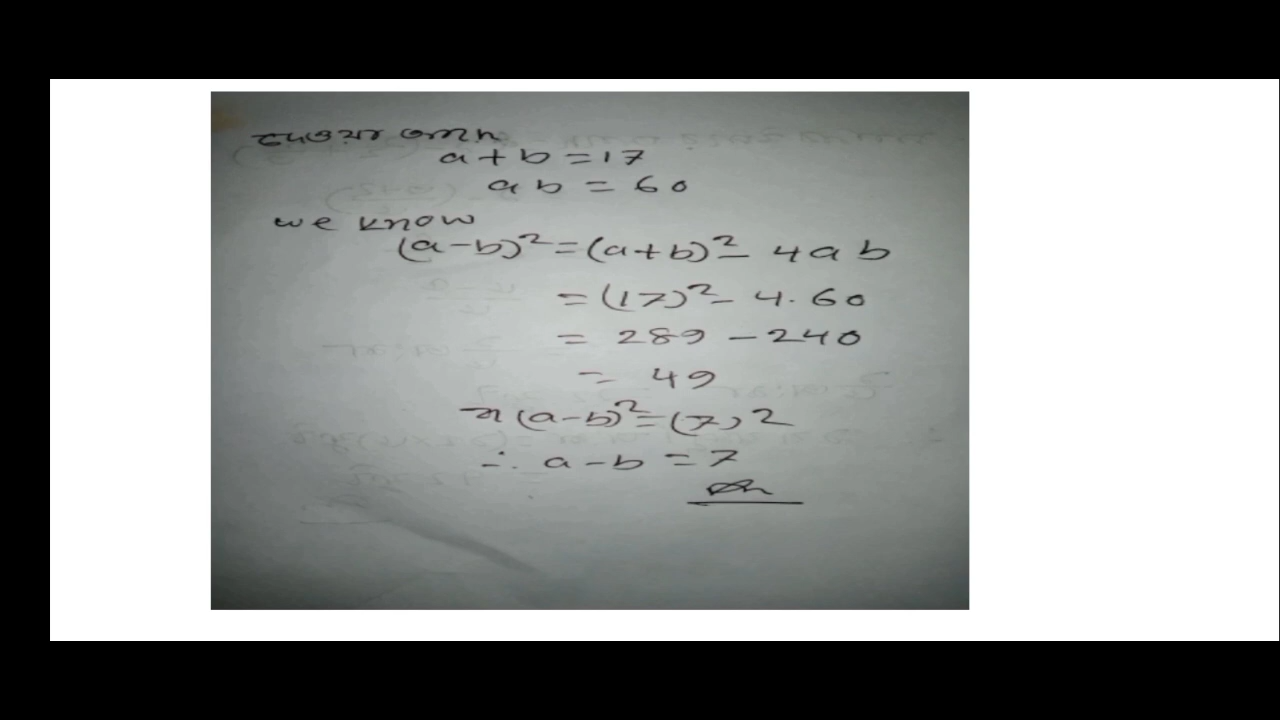 দেওয়া আছে
a + b = 17
ab = 60
we know
(a-b)² = (a+b)² - 4ab
= (17)² - 4.60
= 289 - 240
= 49
(a-b)² = (7)²
∴ a-b = 7